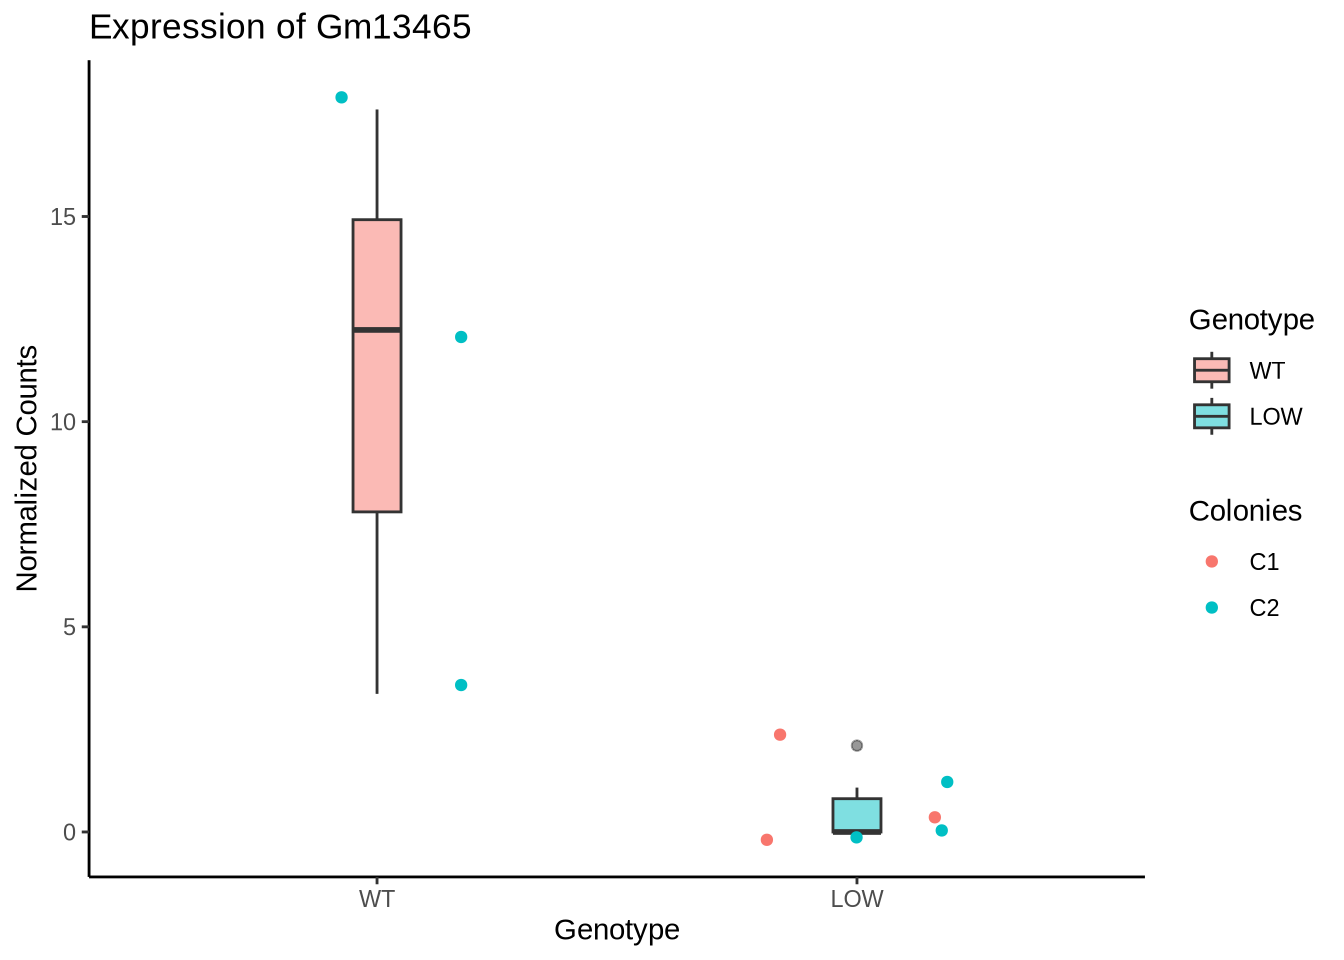 Expression of Gm13465
Normalized Counts
15
10
5
0
WT
LOW
Genotype
Genotype
WT
LOW
Colonies
C1
C2